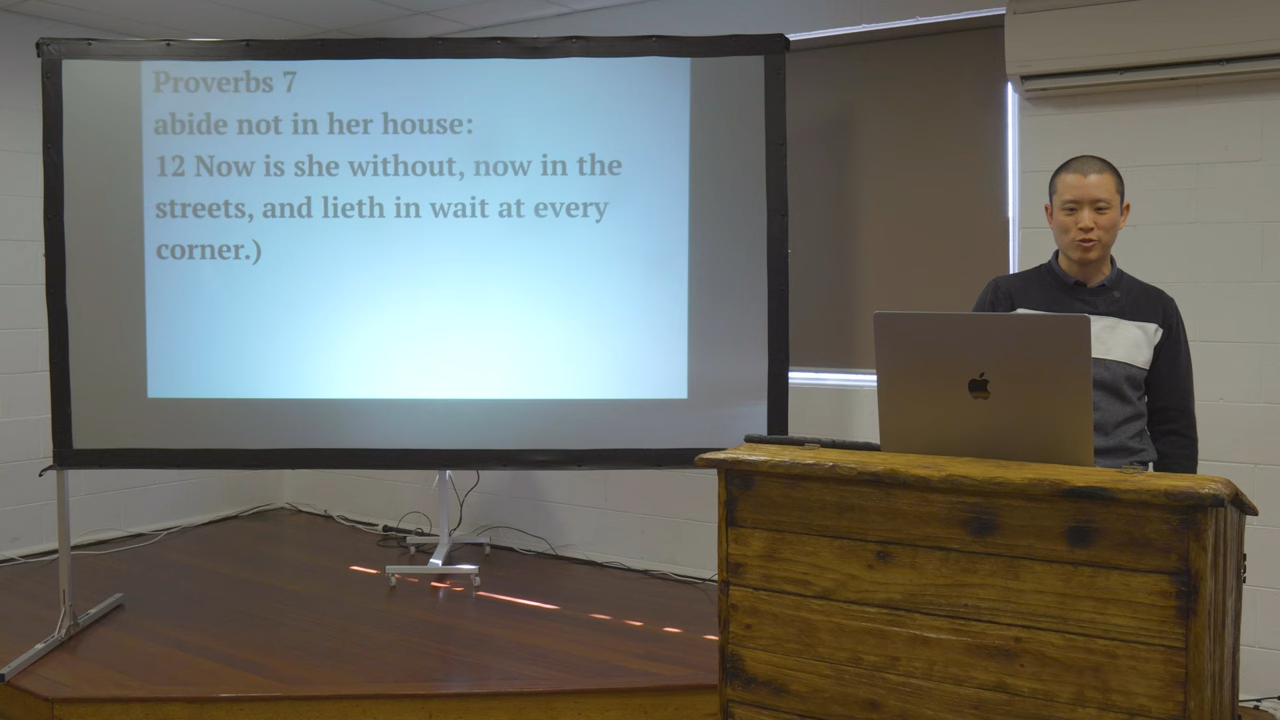 Proverbs 7
abide not in her house:
12 Now is she without, now in the
streets, and lieth in wait at every
corner.)